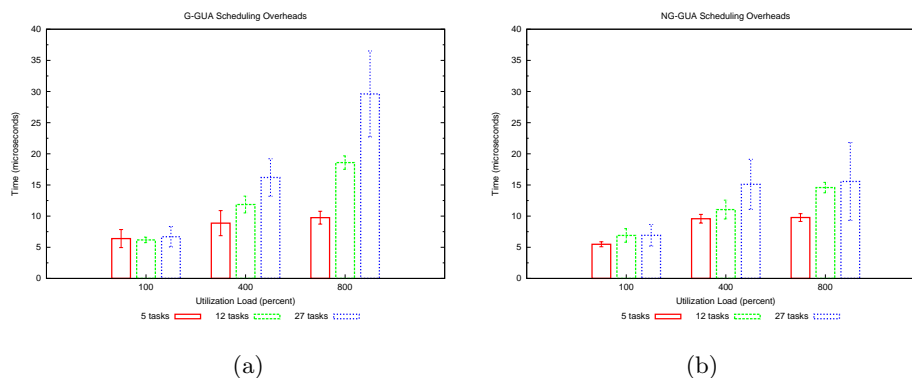 G-GUA Scheduling Overheads
40
35
30
25
20
15
10
5
0
Time (microseconds)
100 400 800
Utilization Load (percent)
5 tasks 12 tasks 27 tasks
(a)
NG-GUA Scheduling Overheads
40
35
30
25
20
15
10
5
0
Time (microseconds)
100 400 800
Utilization Load (percent)
5 tasks 12 tasks 27 tasks
(b)